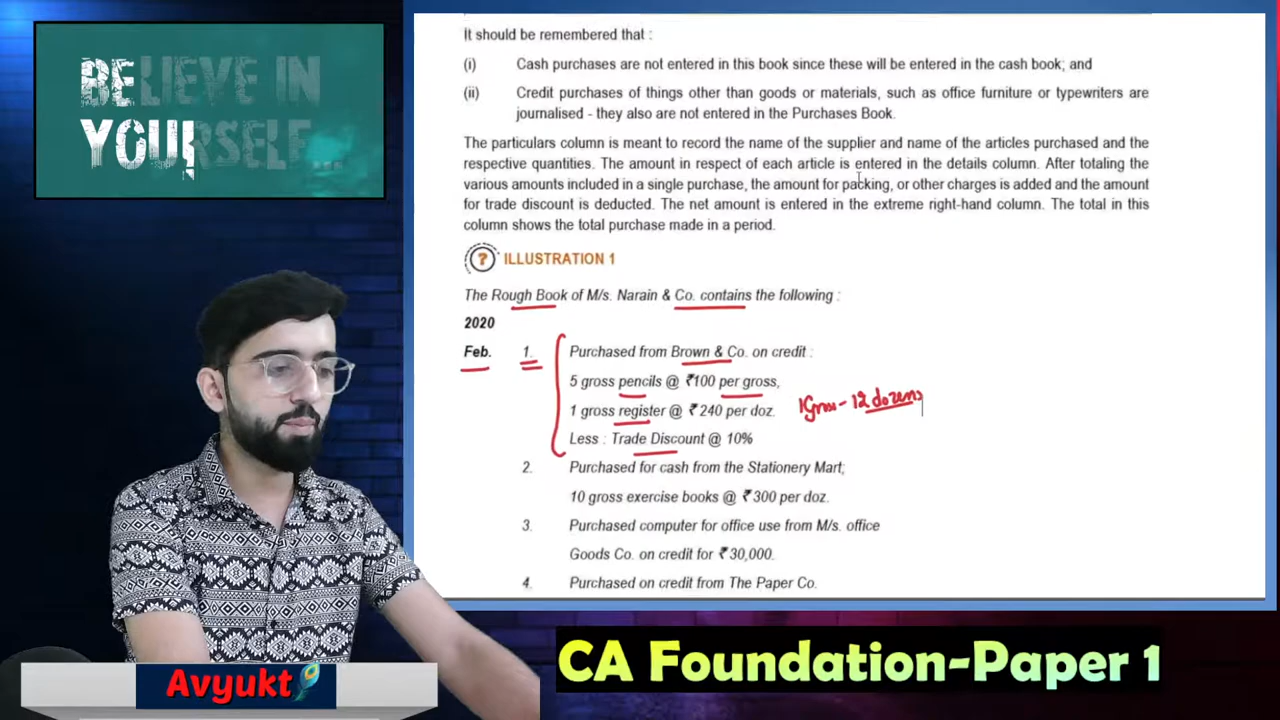 BELIEVE IN
YOURSELF...
It should be remembered that :
(i) Cash purchases are not entered in this book since these will be entered in the cash book; and
(ii) Credit purchases of things other than goods or materials, such as office furniture or typewriters are
journalised - they also are not entered in the Purchases Book.
The particulars column is meant to record the name of the supplier and name of the articles purchased and the
respective quantities. The amount in respect of each article is entered in the details column. After totaling the
various amounts included in a single purchase, the amount for packing, or other charges is added and the amount
for trade discount is deducted. The net amount is entered in the extreme right-hand column. The total in this
column shows the total purchase made in a period.
? ILLUSTRATION 1
The Rough Book of M/s. Narain & Co. contains the following :
2020
Feb. 1. Purchased from Brown & Co. on credit :
5 gross pencils @ ₹100 per gross,
1 gross register @ ₹ 240 per doz.
1Gross - 12 dozens
Less : Trade Discount @ 10%
2. Purchased for cash from the Stationery Mart;
10 gross exercise books @ ₹ 300 per doz.
3. Purchased computer for office use from M/s. office
Goods Co. on credit for ₹ 30,000.
4. Purchased on credit from The Paper Co.
Avyukt
CA Foundation-Paper 1